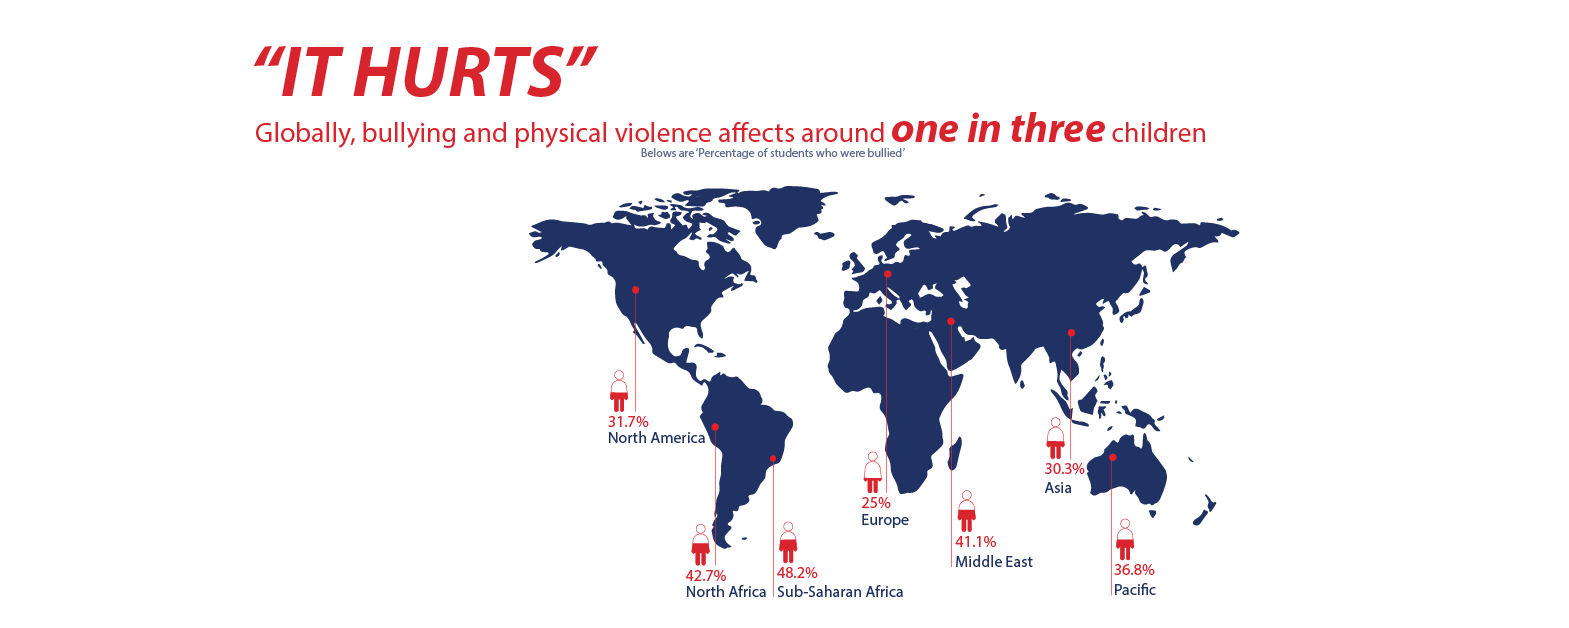 “IT HURTS”
Globally, bullying and physical violence affects around one in three children
Belows are ‘Percentage of students who were bullied’
31.7%
North America
42.7%
North Africa
48.2%
Sub-Saharan Africa
25%
Europe
41.1%
Middle East
30.3%
Asia
36.8%
Pacific